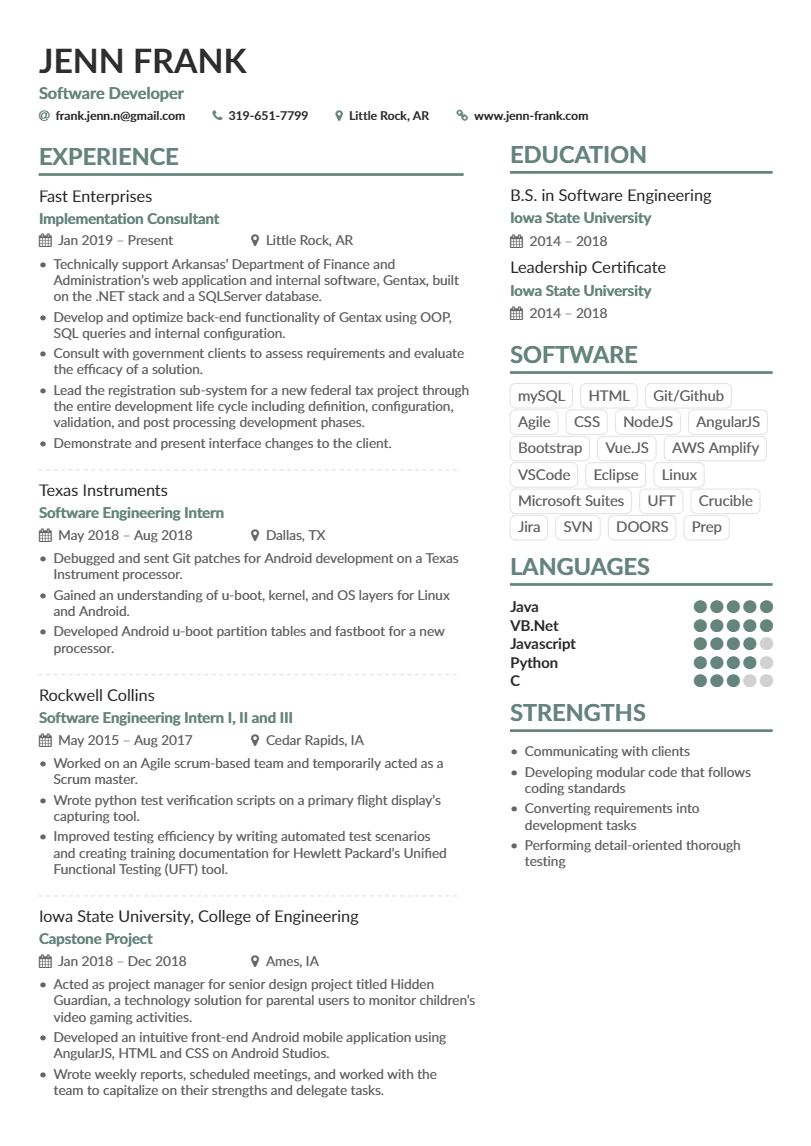 JENN FRANK
Software Developer
frank.jenn.n@gmail.com 319-651-7799 Little Rock, AR www.jenn-frank.com
EXPERIENCE
Fast Enterprises
Implementation Consultant
Jan 2019 – Present Little Rock, AR
• Technically support Arkansas' Department of Finance and
Administration's web application and internal software, Gentax, built
on the .NET stack and a SQLServer database.
• Develop and optimize back-end functionality of Gentax using OOP,
SQL queries and internal configuration.
• Consult with government clients to assess requirements and evaluate
the efficacy of a solution.
• Lead the registration sub-system for a new federal tax project through
the entire development life cycle including definition, configuration,
validation, and post processing development phases.
• Demonstrate and present interface changes to the client.
Texas Instruments
Software Engineering Intern
May 2018 – Aug 2018 Dallas, TX
• Debugged and sent Git patches for Android development on a Texas
Instrument processor.
• Gained an understanding of u-boot, kernel, and OS layers for Linux
and Android.
• Developed Android u-boot partition tables and fastboot for a new
processor.
Rockwell Collins
Software Engineering Intern I, II and III
May 2015 – Aug 2017 Cedar Rapids, IA
• Worked on an Agile scrum-based team and temporarily acted as a
Scrum master.
• Wrote python test verification scripts on a primary flight display's
capturing tool.
• Improved testing efficiency by writing automated test scenarios
and creating training documentation for Hewlett Packard's Unified
Functional Testing (UFT) tool.
Iowa State University, College of Engineering
Capstone Project
Jan 2018 – Dec 2018 Ames, IA
• Acted as project manager for senior design project titled Hidden
Guardian, a technology solution for parental users to monitor children's
video gaming activities.
• Developed an intuitive front-end Android mobile application using
AngularJS, HTML and CSS on Android Studios.
• Wrote weekly reports, scheduled meetings, and worked with the
team to capitalize on their strengths and delegate tasks.
EDUCATION
B.S. in Software Engineering
Iowa State University
2014 – 2018
Leadership Certificate
Iowa State University
2014 – 2018
SOFTWARE
mySQL HTML Git/Github
Agile CSS NodeJS AngularJS
Bootstrap Vue.JS AWS Amplify
VSCode Eclipse Linux
Microsoft Suites UFT Crucible
Jira SVN DOORS Prep
LANGUAGES
Java
VB.Net
Javascript
Python
C
STRENGTHS
• Communicating with clients
• Developing modular code that follows
coding standards
• Converting requirements into
development tasks
• Performing detail-oriented thorough
testing